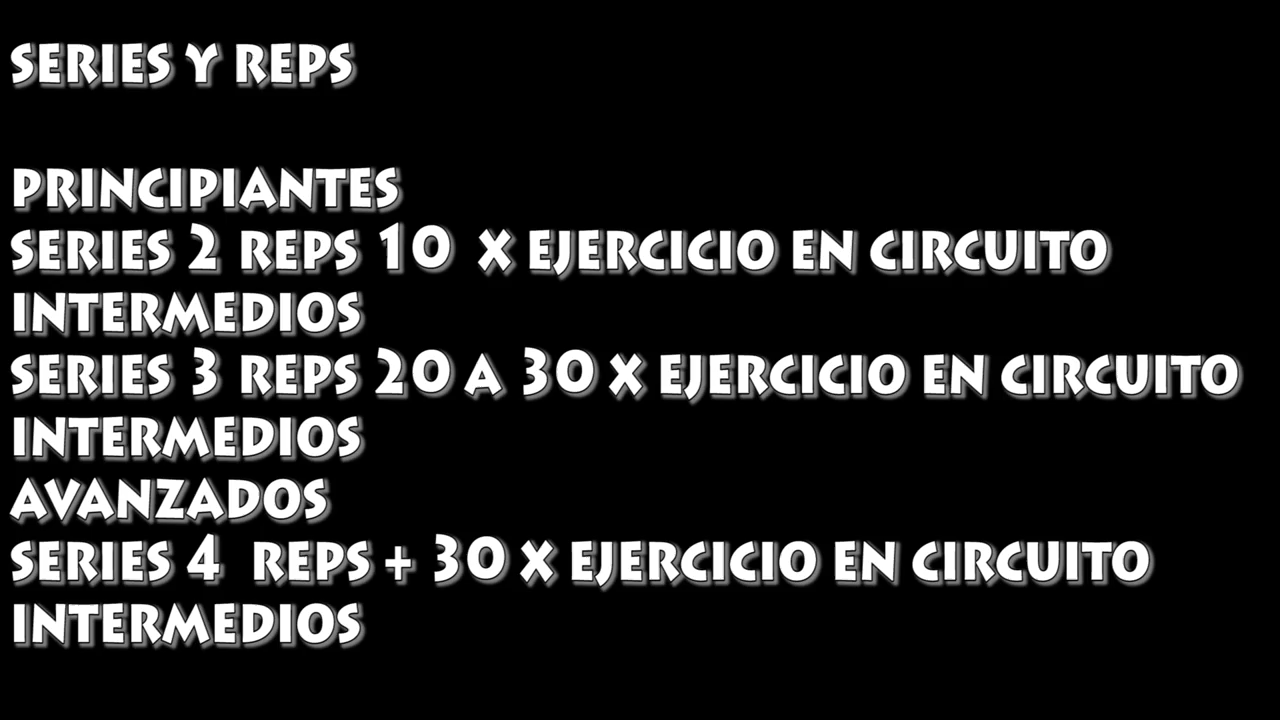 SERIES Y REPS
PRINCIPIANTES
SERIES 2 REPS 10 X EJERCICIO EN CIRCUITO
INTERMEDIOS
SERIES 3 REPS 20 A 30 X EJERCICIO EN CIRCUITO
INTERMEDIOS
AVANZADOS
SERIES 4 REPS + 30 X EJERCICIO EN CIRCUITO
INTERMEDIOS